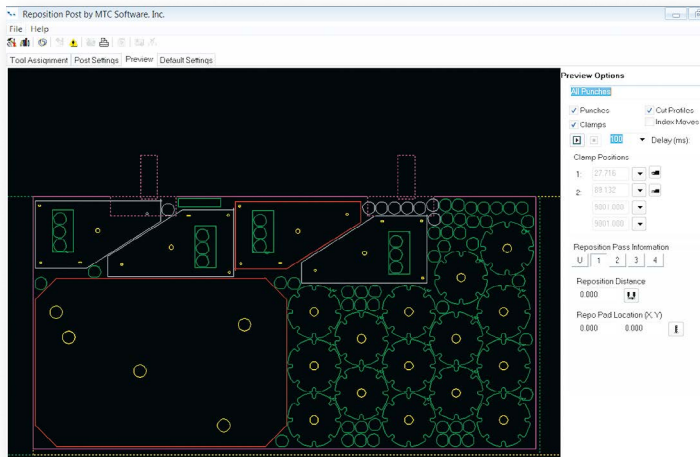 Reposition Post by MTC Software. Inc.
File Help
Tool Assignment Post Settings Preview Default Settings
Preview Options
All Punches
Punches Cut Profiles
Clamps Index Moves
100 Delay (ms):
Clamp Positions
1: 27.716
2: 89.132
9001.000
9001.000
Reposition Pass Information
U 1 2 3 4
Reposition Distance
0.000
Repo Pad Location (X, Y)
0.000 0.000